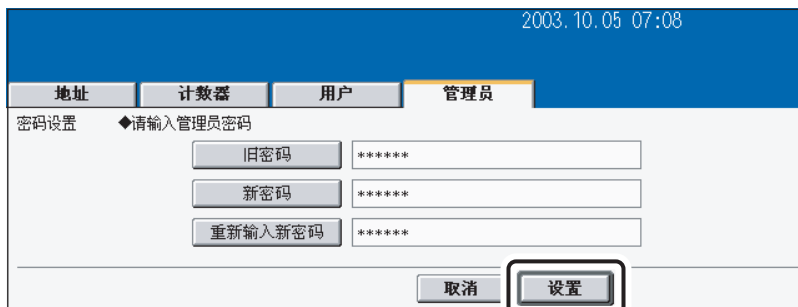 2003.10.05 07:08
地址 计数器 用户 管理员
密码设置 ◆请输入管理员密码
旧密码 ******
新密码 ******
重新输入新密码 ******
取消 设置